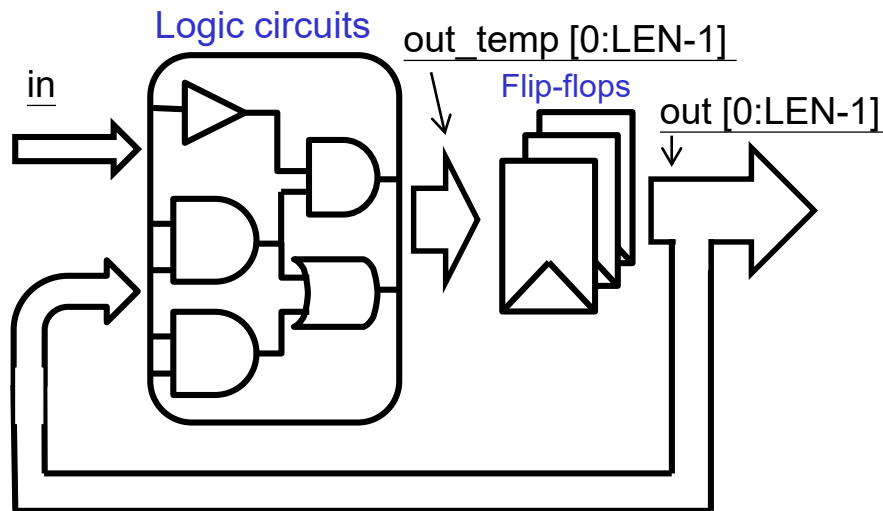 Logic circuits
out_temp [0:LEN-1]
in
Flip-flops
out [0:LEN-1]